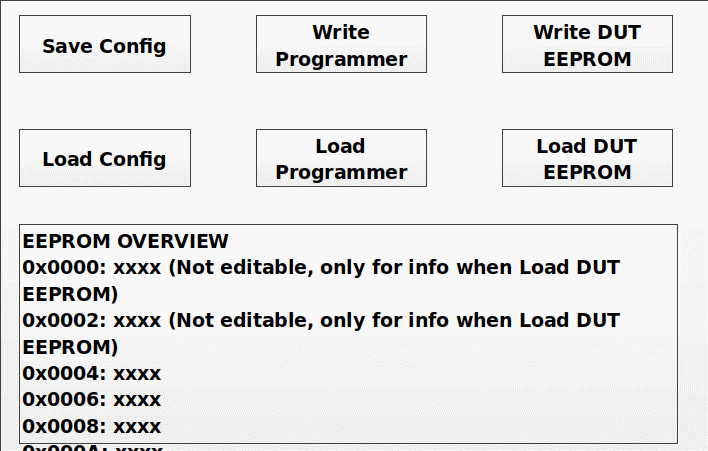 Save Config
Write
Programmer
Write DUT
EEPROM
Load Config
Load
Programmer
Load DUT
EEPROM
EEPROM OVERVIEW
0x0000: xxxx (Not editable, only for info when Load DUT
EEPROM)
0x0002: xxxx (Not editable, only for info when Load DUT
EEPROM)
0x0004: xxxx
0x0006: xxxx
0x0008: xxxx
0x000A: xxxx